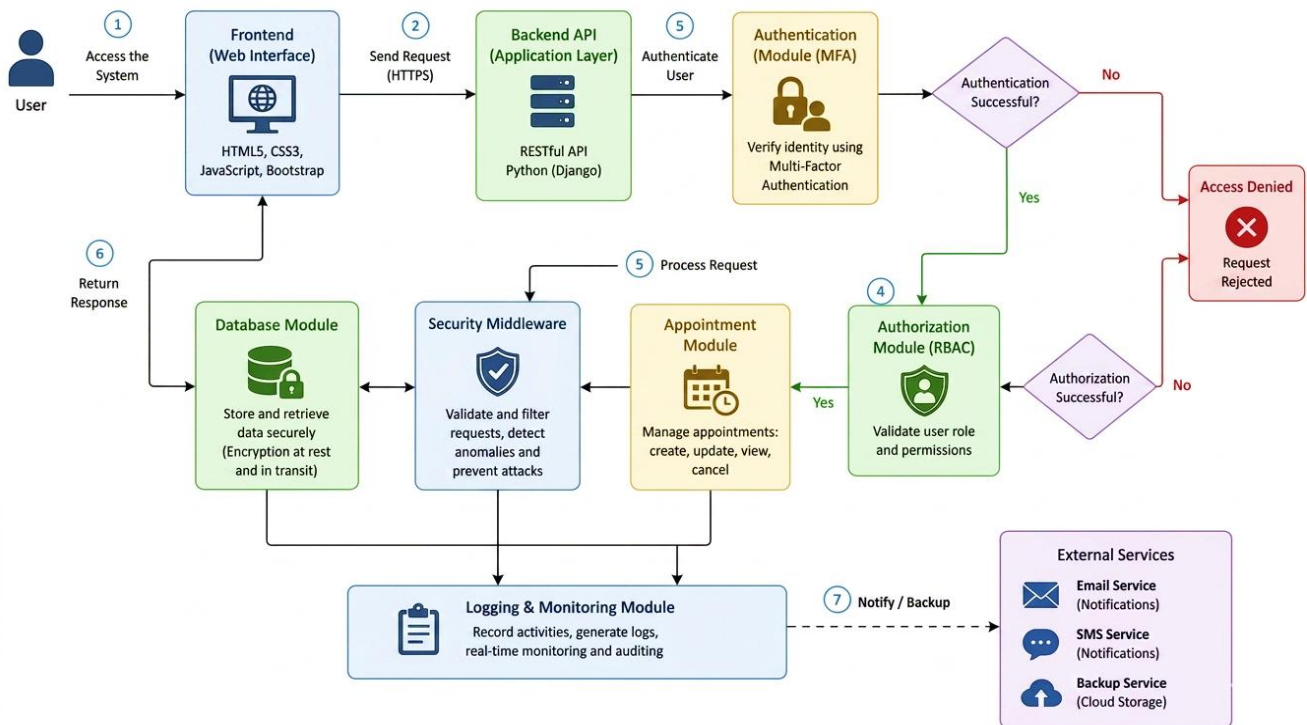 1
Access the
System
User
Frontend
(Web Interface)
HTML5, CSS3,
JavaScript, Bootstrap
2
Send Request
(HTTPS)
Backend API
(Application Layer)
RESTful API
Python (Django)
5
Authenticate
User
Authentication
(Module (MFA)
Verify identity using
Multi-Factor
Authentication
Authentication
Successful?
No
Yes
Access Denied
Request
Rejected
6
Return
Response
5 Process Request
4
Database Module
Store and retrieve
data securely
(Encryption at rest
and in transit)
Security Middleware
Validate and filter
requests, detect
anomalies and
prevent attacks
Appointment
Module
Manage appointments:
create, update, view,
cancel
Yes
Authorization
Module (RBAC)
Validate user role
and permissions
Authorization
Successful?
No
Logging & Monitoring Module
Record activities, generate logs,
real-time monitoring and auditing
7 Notify / Backup
External Services
Email Service
(Notifications)
SMS Service
(Notifications)
Backup Service
(Cloud Storage)